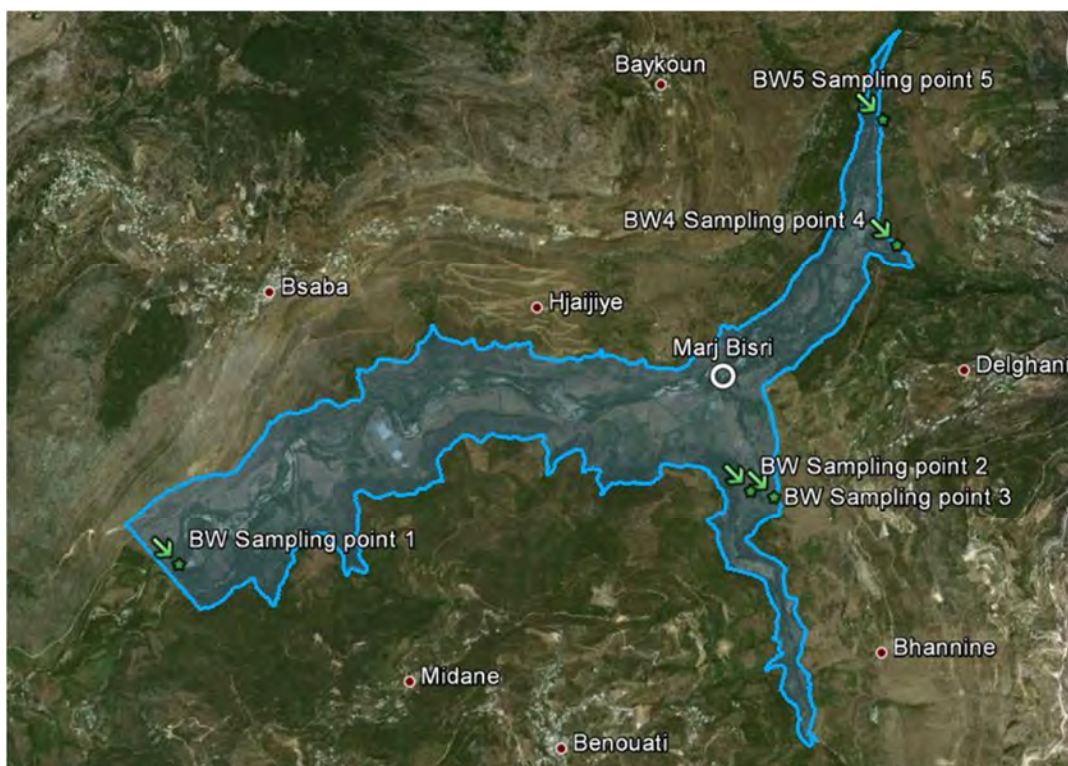 Baykoun
BW5 Sampling point 5
BW4 Sampling point 4
Bsaba
Hjaijiye
Marj Bisri
Delghani
BW Sampling point 2
BW Sampling point 3
BW Sampling point 1
Bhannine
Midane
Benouati